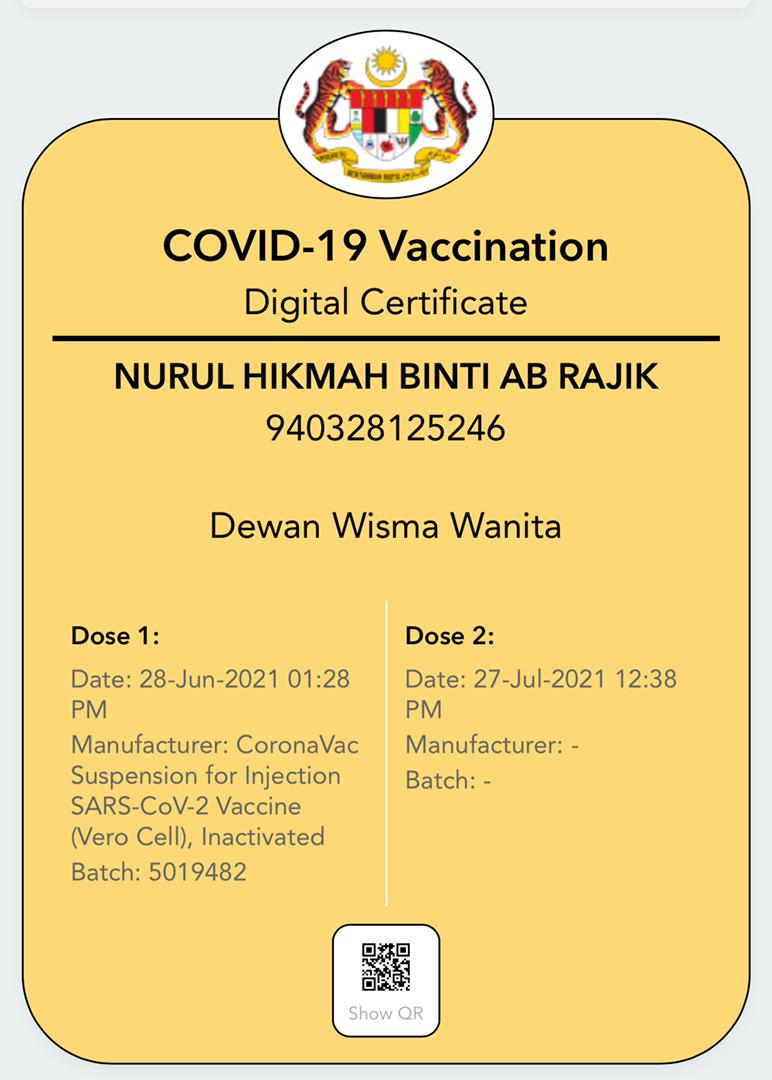 COVID-19 Vaccination
Digital Certificate
NURUL HIKMAH BINTI AB RAJIK
940328125246
Dewan Wisma Wanita
Dose 1:
Date: 28-Jun-2021 01:28
PM
Manufacturer: CoronaVac
Suspension for Injection
SARS-CoV-2 Vaccine
(Vero Cell), Inactivated
Batch: 5019482
Dose 2:
Date: 27-Jul-2021 12:38
PM
Manufacturer: -
Batch: -
Show QR